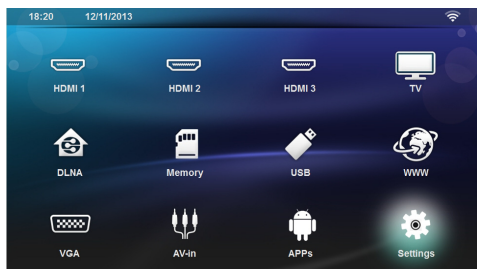 18:20 12/11/2013
HDMI 1 HDMI 2 HDMI 3 TV
DLNA Memory USB WWW
VGA AV-in APPs Settings